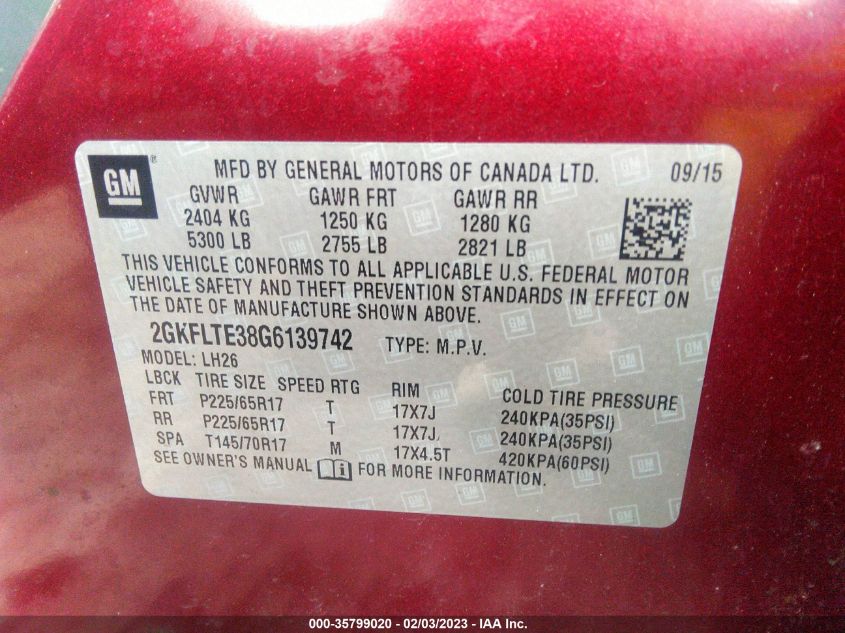 GM ® MFD BY GENERAL MOTORS OF CANADA LTD. 09/15
GVWR GAWR FRT GAWR RR
2404 KG 1250 KG 1280 KG
5300 LB 2755 LB 2821 LB
THIS VEHICLE CONFORMS TO ALL APPLICABLE U.S. FEDERAL MOTOR
VEHICLE SAFETY AND THEFT PREVENTION STANDARDS IN EFFECT ON
THE DATE OF MANUFACTURE SHOWN ABOVE.
2GKFLTE38G6139742 TYPE: M.P.V.
MODEL: LH26
LBCK TIRE SIZE SPEED RTG RIM COLD TIRE PRESSURE
FRT P225/65R17 T 17X7J 240KPA(35PSI)
RR P225/65R17 T 17X7J 240KPA(35PSI)
SPA T145/70R17 M 17X4.5T 420KPA(60PSI)
SEE OWNER'S MANUAL FOR MORE INFORMATION.
000-35799020 - 02/03/2023 - IAA Inc.